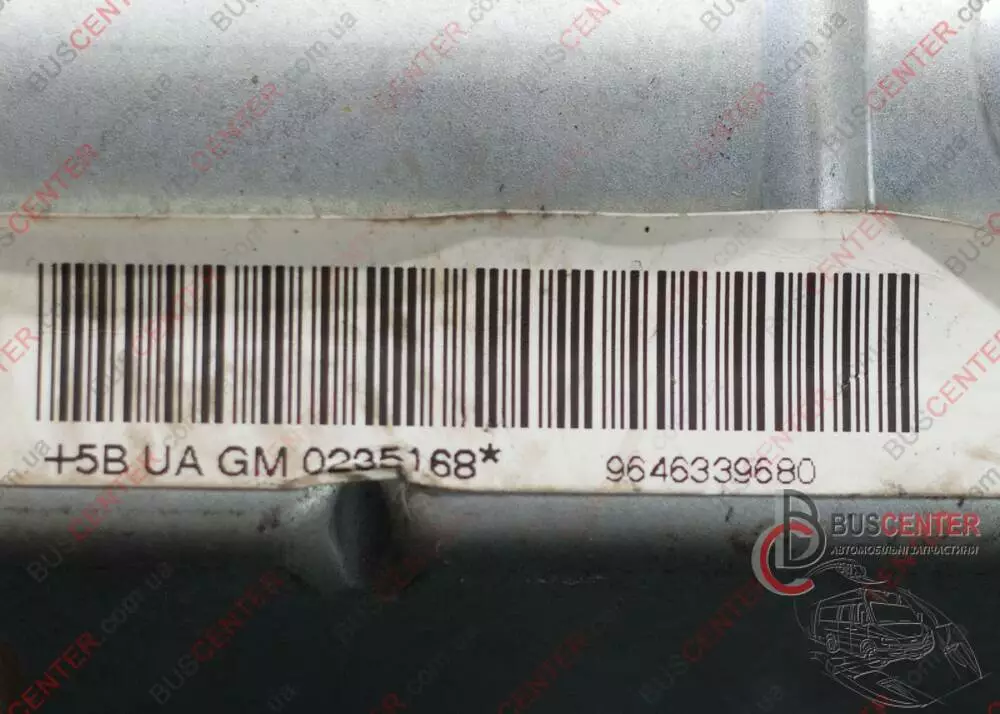 +5B UA GM 0235168* 9646339680
BUSCENTER
АВТОМОБІЛЬНІ ЗАПЧАСТИНИ